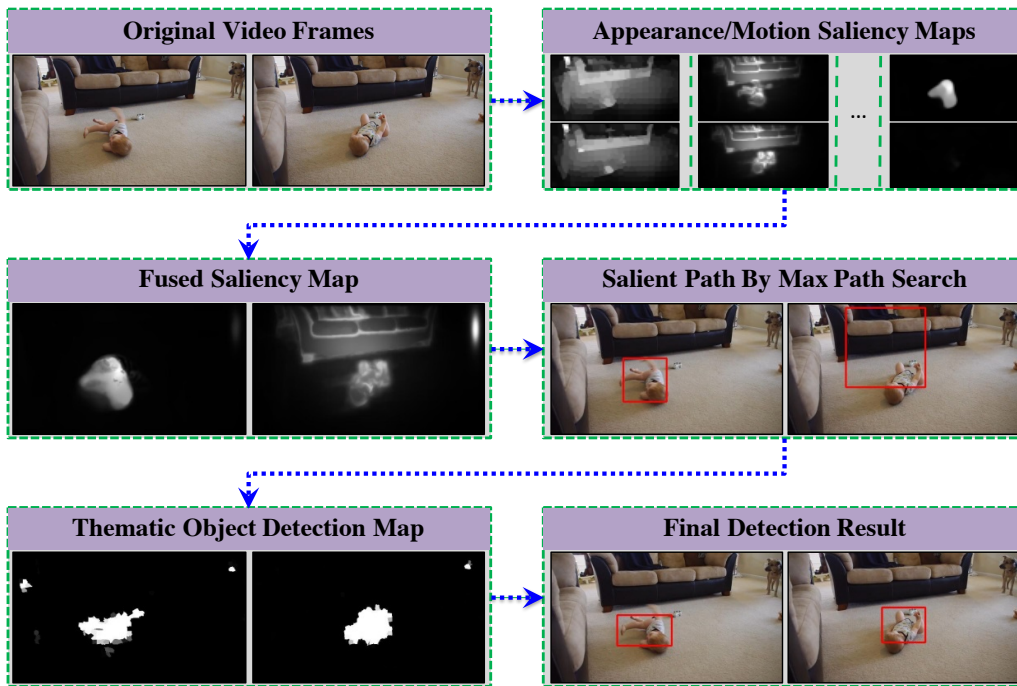 Original Video Frames
Appearance/Motion Saliency Maps
...
Fused Saliency Map
Salient Path By Max Path Search
Thematic Object Detection Map
Final Detection Result